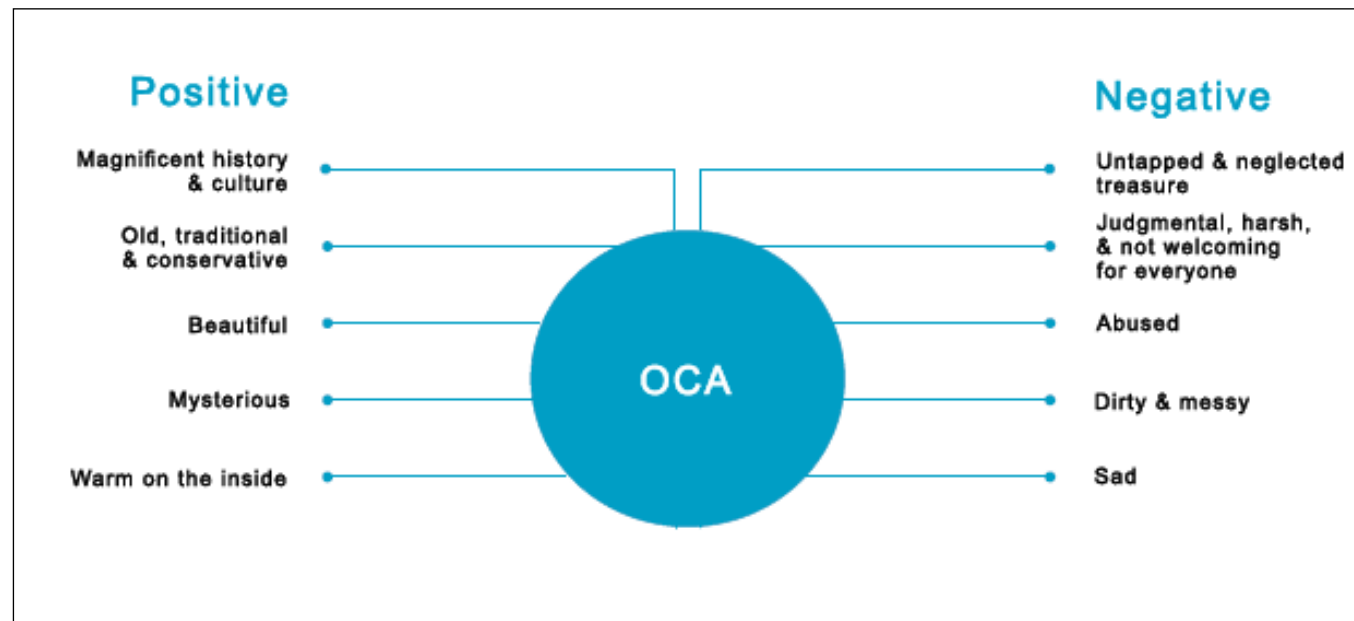 Positive
Magnificent history
& culture
Old, traditional
& conservative
Beautiful
Mysterious
Warm on the inside
OCA
Negative
Untapped & neglected
treasure
Judgmental, harsh,
& not welcoming
for everyone
Abused
Dirty & messy
Sad